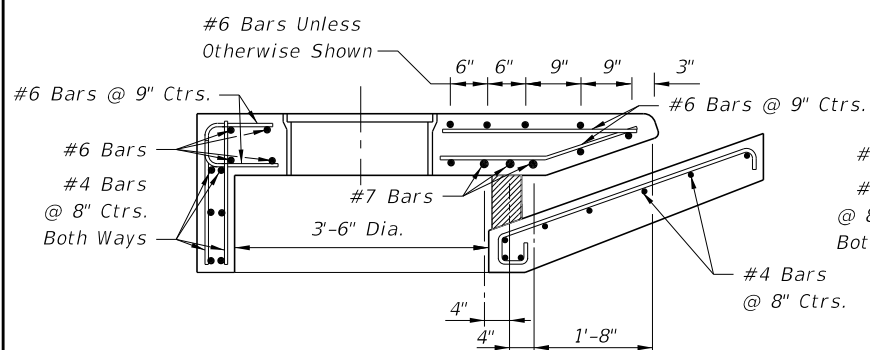 #6 Bars Unless
Otherwise Shown
6" 6" 9" 9" 3"
#6 Bars @ 9" Ctrs.
#6 Bars @ 9" Ctrs.
#6 Bars
#4 Bars
@ 8" Ctrs.
Both Ways
#7 Bars
3'-6" Dia.
#4 Bars
@ 8" Ctrs.
4"
4"
1'-8"
#
#
@ 8
Bot